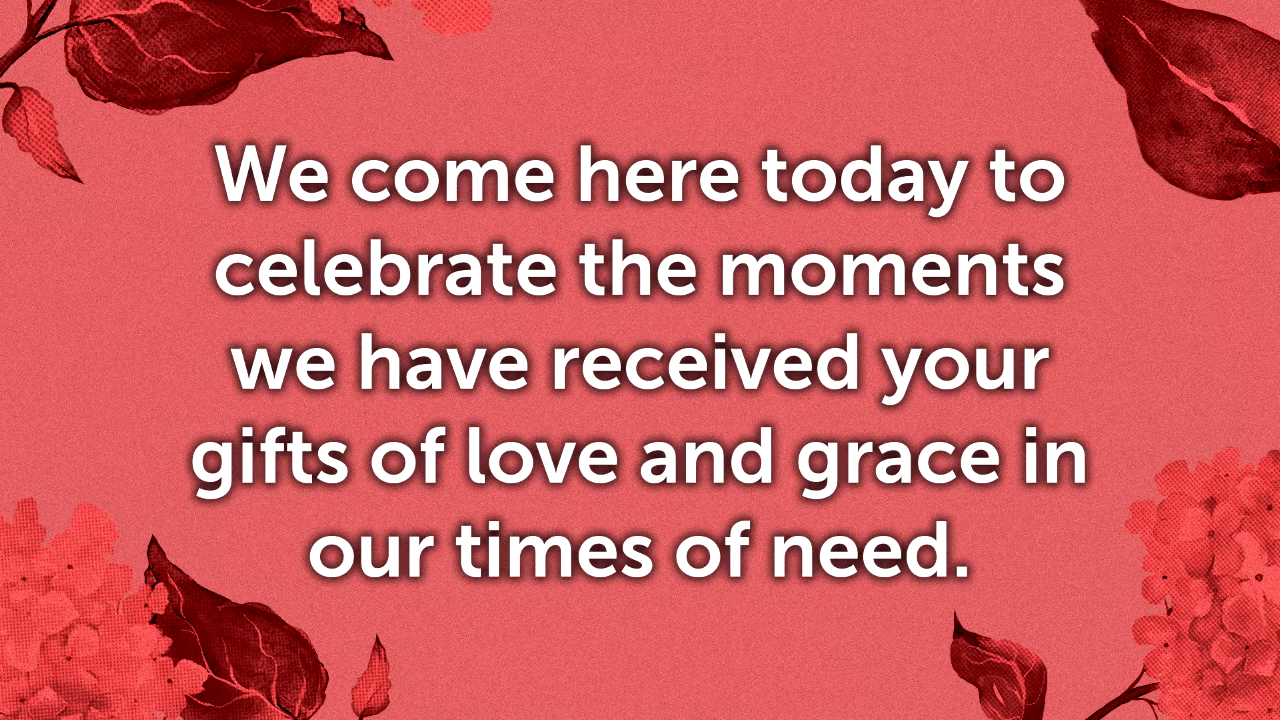 We come here today to
celebrate the moments
we have received your
gifts of love and grace in
our times of need.